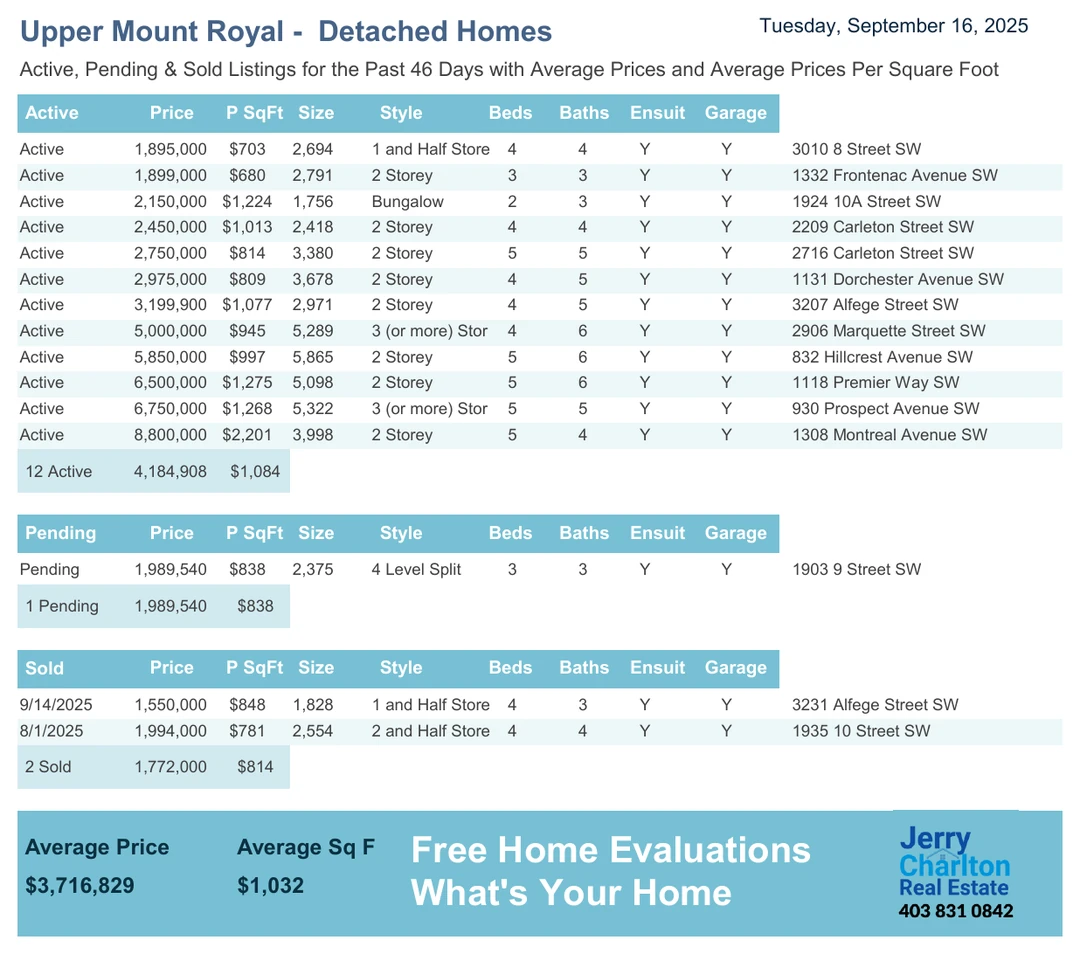 Upper Mount Royal - Detached Homes
Tuesday, September 16, 2025
Active, Pending & Sold Listings for the Past 46 Days with Average Prices and Average Prices Per Square Foot
Active Price P SqFt Size Style Beds Baths Ensuit Garage
Active 1,895,000 $703 2,694 1 and Half Store 4 4 Y Y 3010 8 Street SW
Active 1,899,000 $680 2,791 2 Storey 3 3 Y Y 1332 Frontenac Avenue SW
Active 2,150,000 $1,224 1,756 Bungalow 2 3 Y Y 1924 10A Street SW
Active 2,450,000 $1,013 2,418 2 Storey 4 4 Y Y 2209 Carleton Street SW
Active 2,750,000 $814 3,380 2 Storey 5 5 Y Y 2716 Carleton Street SW
Active 2,975,000 $809 3,678 2 Storey 4 5 Y Y 1131 Dorchester Avenue SW
Active 3,199,900 $1,077 2,971 2 Storey 4 5 Y Y 3207 Alfege Street SW
Active 5,000,000 $945 5,289 3 (or more) Stor 4 6 Y Y 2906 Marquette Street SW
Active 5,850,000 $997 5,865 2 Storey 5 6 Y Y 832 Hillcrest Avenue SW
Active 6,500,000 $1,275 5,098 2 Storey 5 6 Y Y 1118 Premier Way SW
Active 6,750,000 $1,268 5,322 3 (or more) Stor 5 5 Y Y 930 Prospect Avenue SW
Active 8,800,000 $2,201 3,998 2 Storey 5 4 Y Y 1308 Montreal Avenue SW
12 Active 4,184,908 $1,084
Pending Price P SqFt Size Style Beds Baths Ensuit Garage
Pending 1,989,540 $838 2,375 4 Level Split 3 3 Y Y 1903 9 Street SW
1 Pending 1,989,540 $838
Sold Price P SqFt Size Style Beds Baths Ensuit Garage
9/14/2025 1,550,000 $848 1,828 1 and Half Store 4 3 Y Y 3231 Alfege Street SW
8/1/2025 1,994,000 $781 2,554 2 and Half Store 4 4 Y Y 1935 10 Street SW
2 Sold 1,772,000 $814
Average Price Average Sq F
$3,716,829 $1,032
Free Home Evaluations
What's Your Home
Jerry
Charlton
Real Estate
403 831 0842